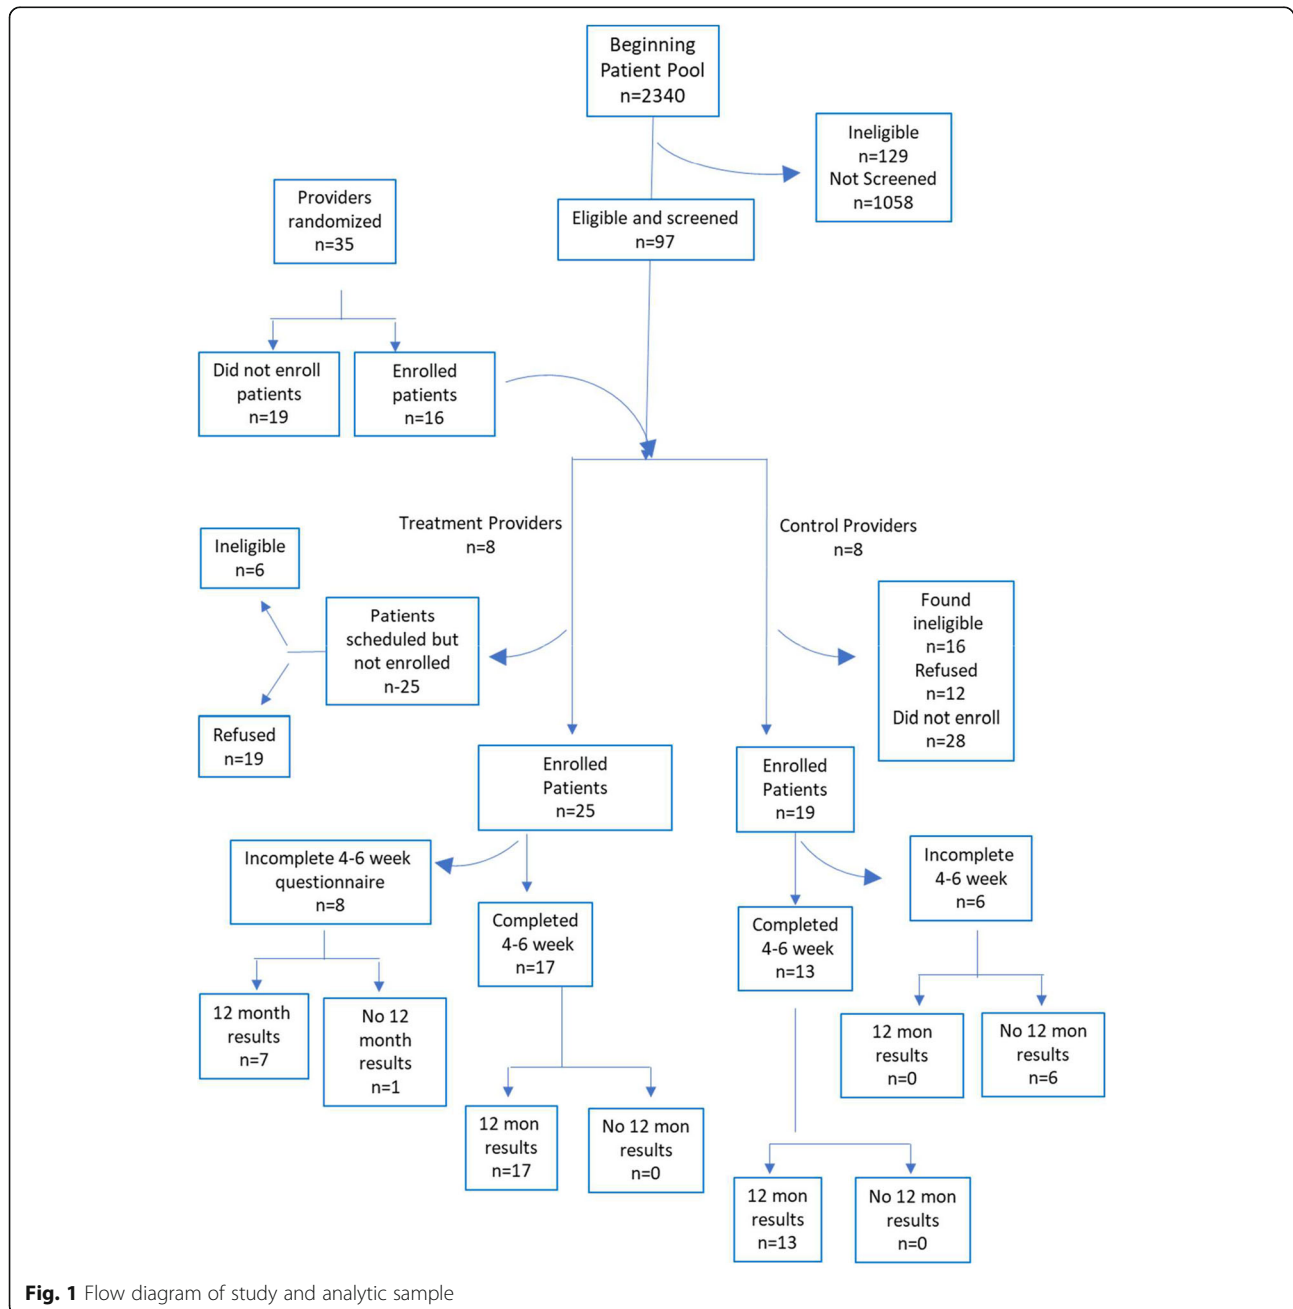 Beginning
Patient Pool
n=2340
Ineligible
n=129
Not Screened
n=1058
Providers
randomized
n=35
Eligible and screened
n=97
Did not enroll
patients
n=19
Enrolled
patients
n=16
Treatment Providers
n=8
Control Providers
n=8
Ineligible
n=6
Patients
scheduled but
not enrolled
n-25
Refused
n=19
Found
ineligible
n=16
Refused
n=12
Did not enroll
n=28
Enrolled
Patients
n=25
Enrolled
Patients
n=19
Incomplete 4-6 week
questionnaire
n=8
Completed
4-6 week
n=17
Completed
4-6 week
n=13
Incomplete
4-6 week
n=6
12 month
results
n=7
No 12
month
results
n=1
12 mon
results
n=17
No 12 mon
results
n=0
12 mon
results
n=0
No 12 mon
results
n=6
12 mon
results
n=13
No 12 mon
results
n=0
Fig. 1 Flow diagram of study and analytic sample